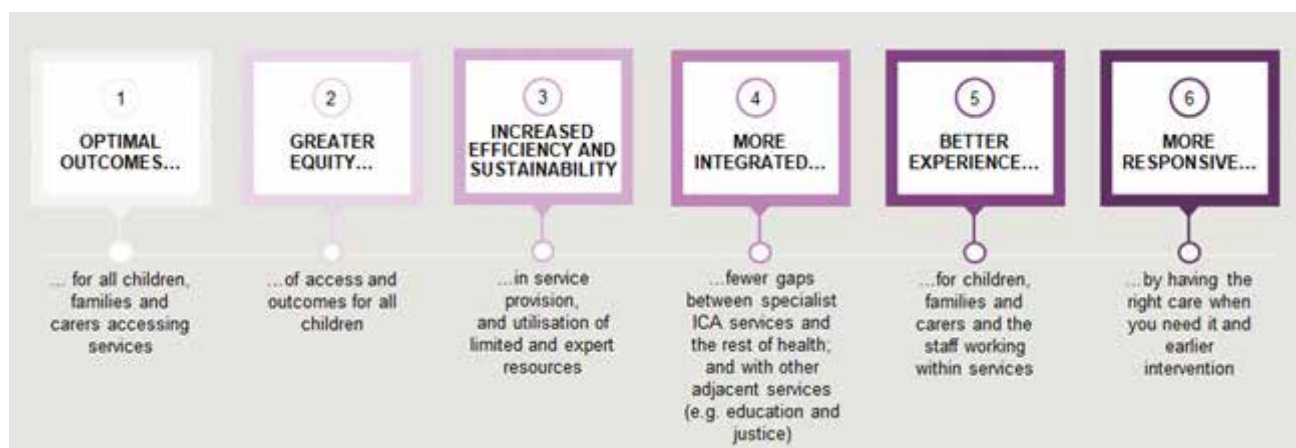 1
OPTIMAL
OUTCOMES...
... for all children,
families and
carers accessing
services
2
GREATER
EQUITY...
...of access and
outcomes for all
children
3
INCREASED
EFFICIENCY AND
SUSTAINABILITY
...in service
provision,
and utilisation of
limited and expert
resources
4
MORE
INTEGRATED...
...fewer gaps
between specialist
ICA services and
the rest of health;
and with other
adjacent services
(e.g. education and
justice)
5
BETTER
EXPERIENCE...
...for children,
families and
carers and the
staff working
within services
6
MORE
RESPONSIVE...
...by having the
right care when
you need it and
earlier
intervention